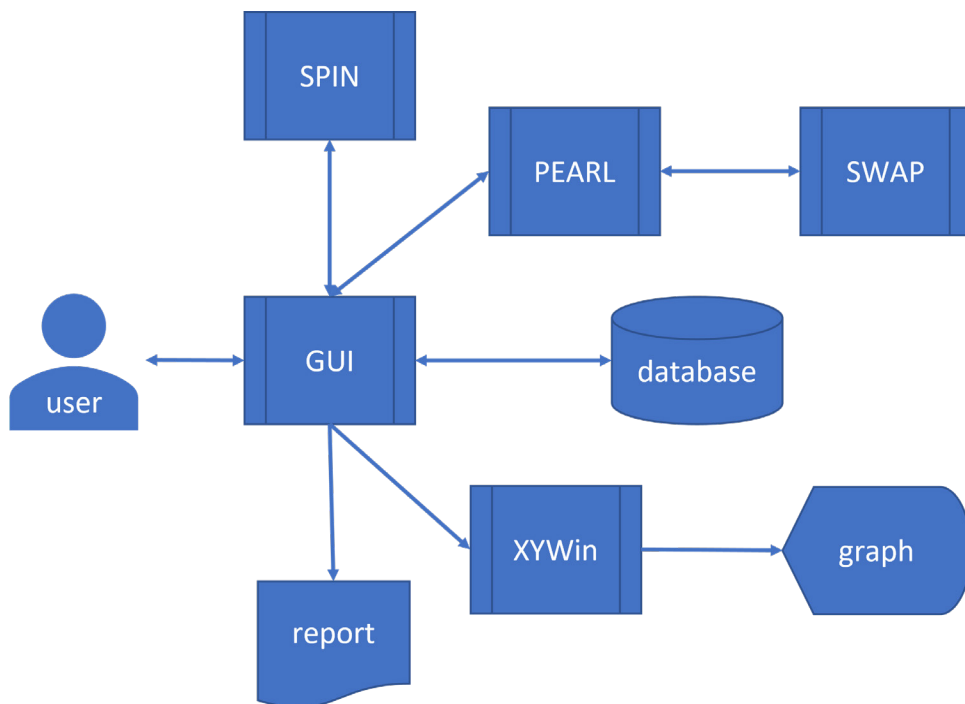 SPIN
PEARL
SWAP
user
GUI
database
XYWin
graph
report